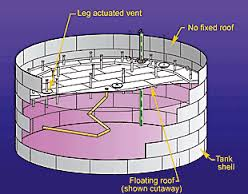 Leg actuated vent
No fixed roof
Tank
shell
Floating roof
(shown cutaway)